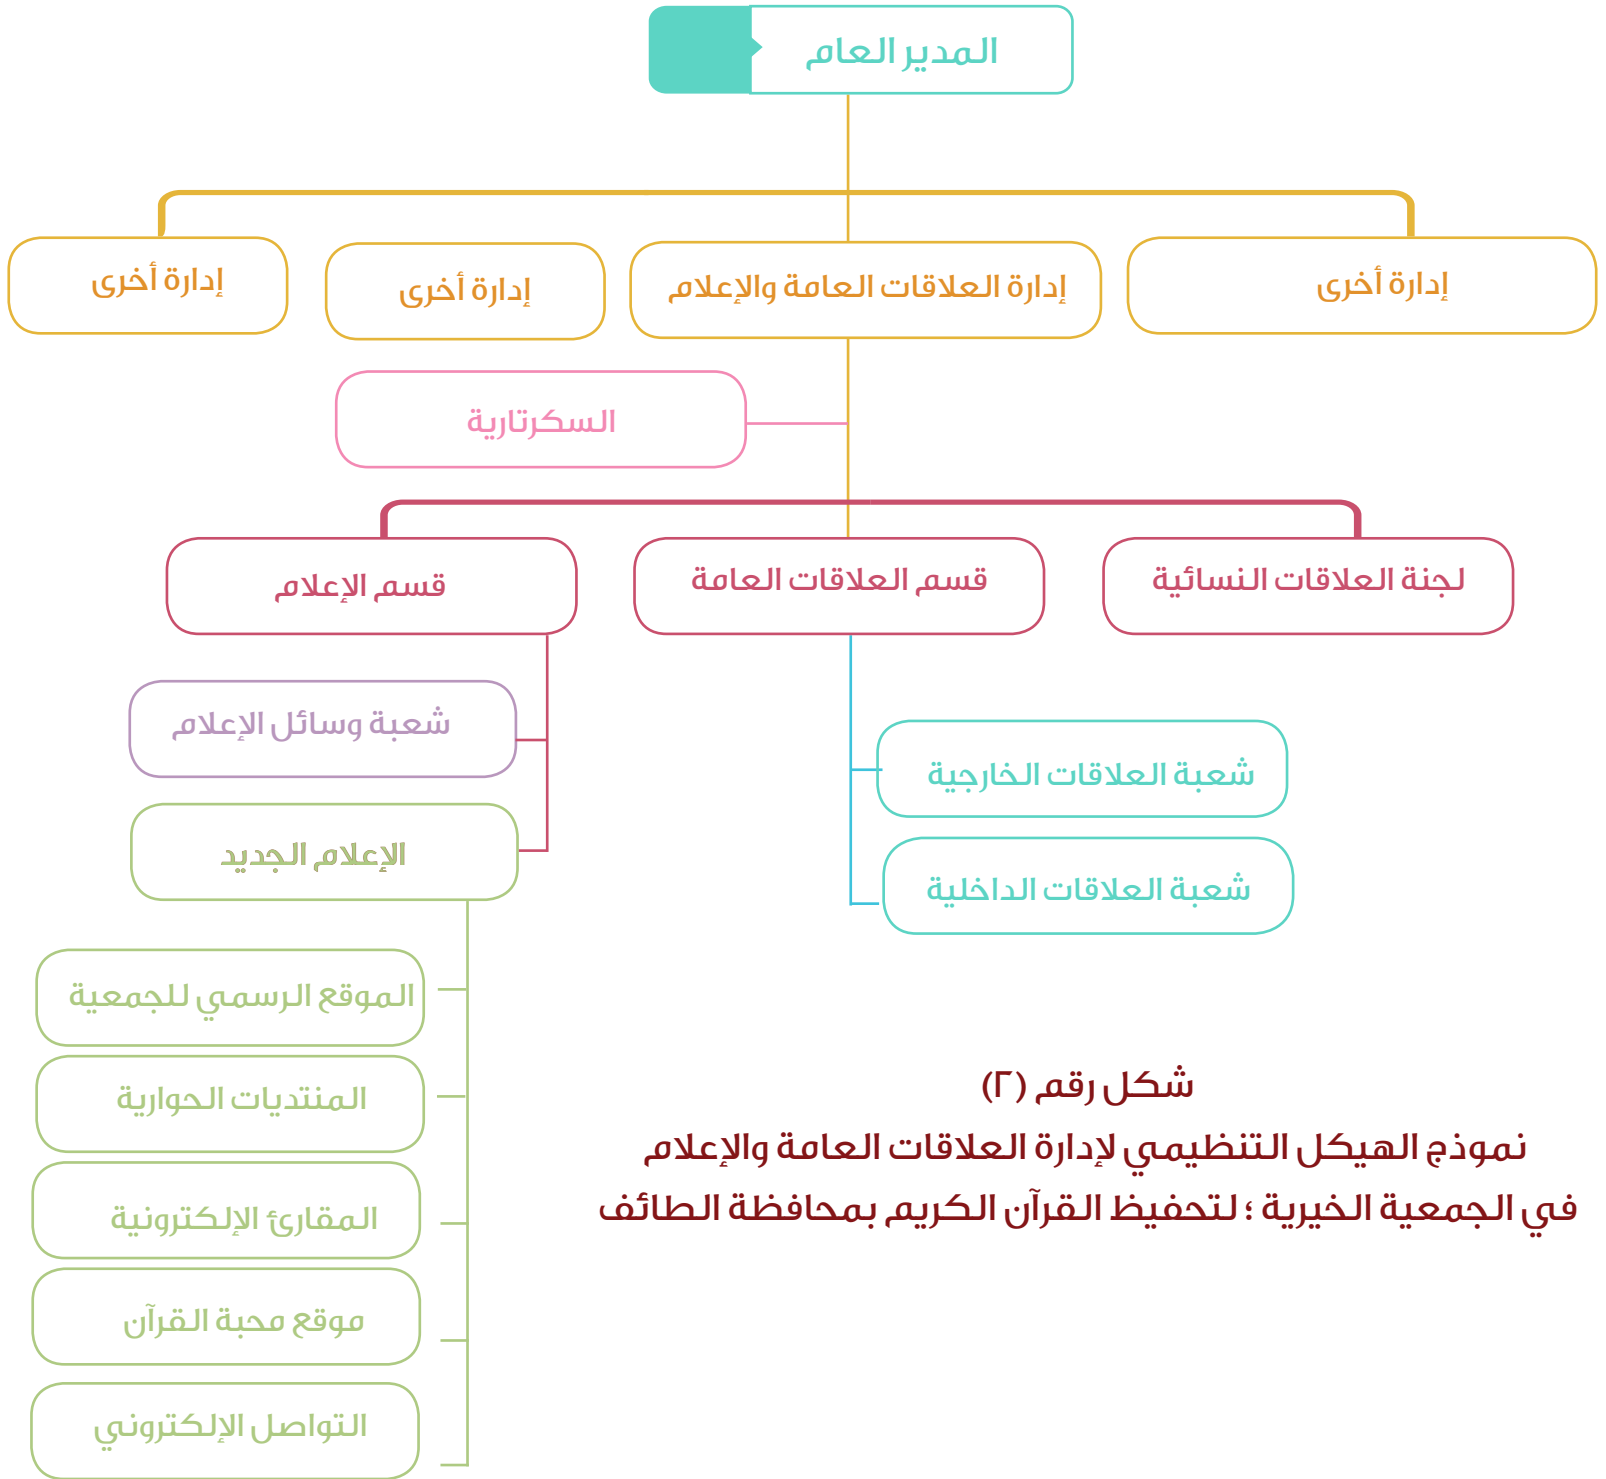 المدير العام
إدارة أخرى
إدارة العلاقات العامة والإعلام
إدارة أخرى
إدارة أخرى
السكرتارية
لجنة العلاقات النسائية
قسم العلاقات العامة
قسم الإعلام
شعبة العلاقات الخارجية
شعبة العلاقات الداخلية
شعبة وسائل الإعلام
الإعلام الجديد
الموقع الرسمي للجمعية
المنتديات الحوارية
المقارئ الإلكترونية
موقع محبة القرآن
التواصل الإلكتروني
شكل رقم (٢)
نموذج الهيكل التنظيمي لإدارة العلاقات العامة والإعلام
في الجمعية الخيرية ؛ لتحفيظ القرآن الكريم بمحافظة الطائف